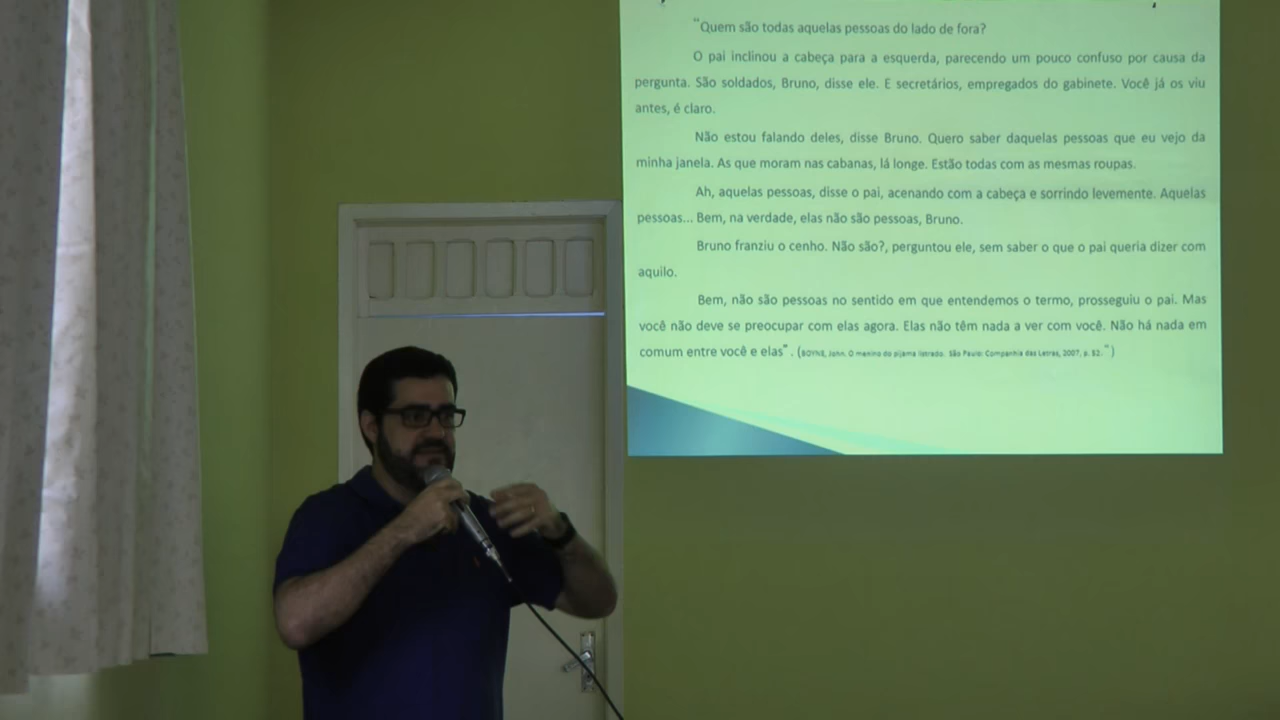 "Quem são todas aquelas pessoas do lado de fora?
O pai inclinou a cabeça para a esquerda, parecendo um pouco confuso por causa da
pergunta. São soldados, Bruno, disse ele. E secretários, empregados do gabinete. Você já os viu
antes, é claro.
Não estou falando deles, disse Bruno. Quero saber daquelas pessoas que eu vejo da
minha janela. As que moram nas cabanas, lá longe. Estão todas com as mesmas roupas.
Ah, aquelas pessoas, disse o pai, acenando com a cabeça e sorrindo levemente. Aquelas
pessoas... Bem, na verdade, elas não são pessoas, Bruno.
Bruno franziu o cenho. Não são?, perguntou ele, sem saber o que o pai queria dizer com
aquilo.
Bem, não são pessoas no sentido em que entendemos o termo, prosseguiu o pai. Mas
você não deve se preocupar com elas agora. Elas não têm nada a ver com você. Não há nada em
comum entre você e elas" . (BOYNE, John. O menino do pijama listrado. São Paulo: Companhia das Letras, 2007, p. 52.")